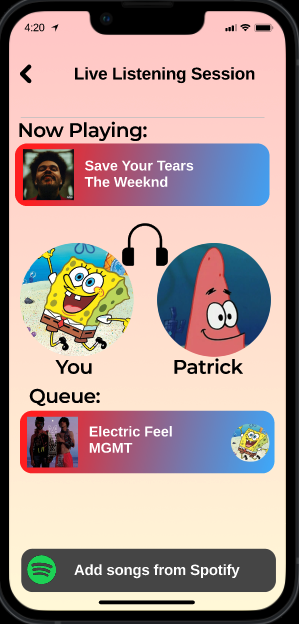 4:20
Live Listening Session
Now Playing:
Save Your Tears
The Weeknd
You
Patrick
Queue:
Electric Feel
MGMT
Add songs from Spotify